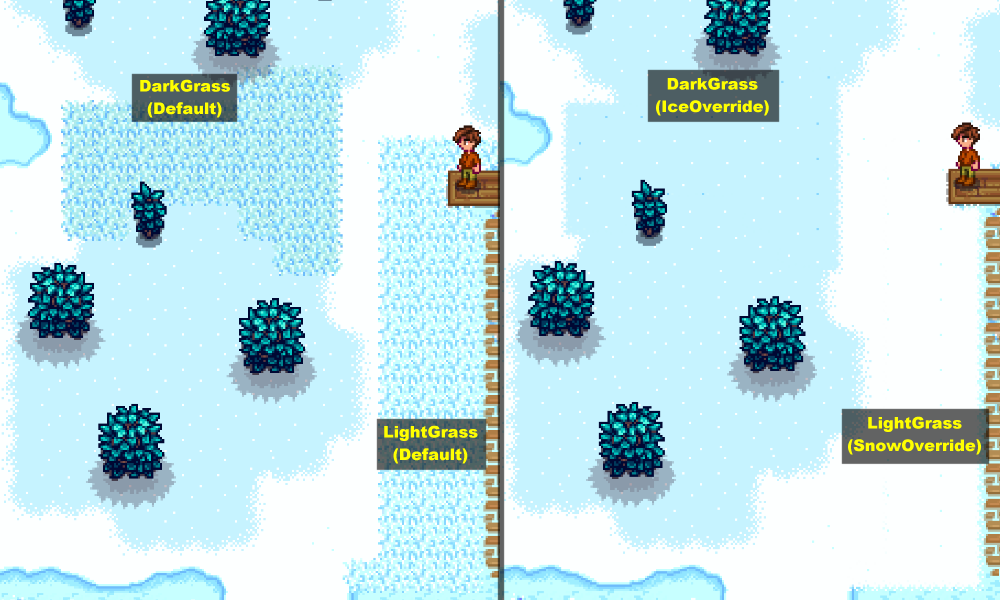 DarkGrass
(Default)
DarkGrass
(IceOverride)
LightGrass
(Default)
LightGrass
(SnowOverride)